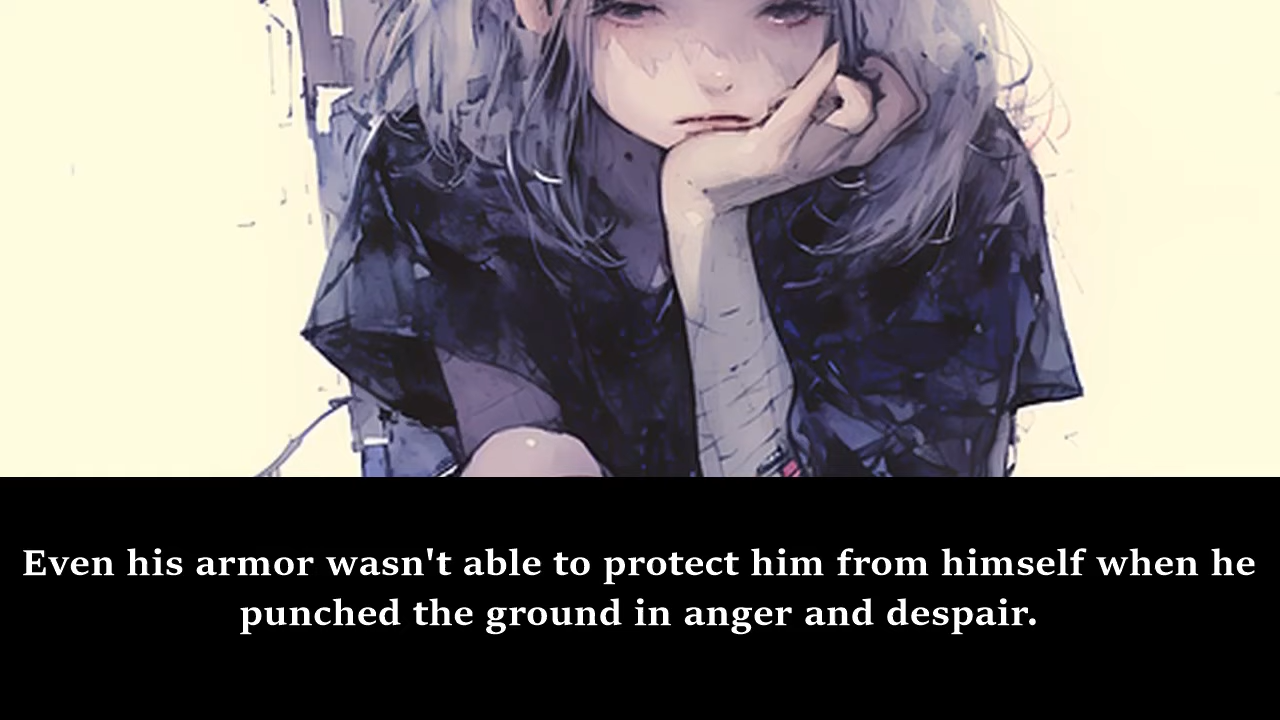 Even his armor wasn't able to protect him from himself when he
punched the ground in anger and despair.